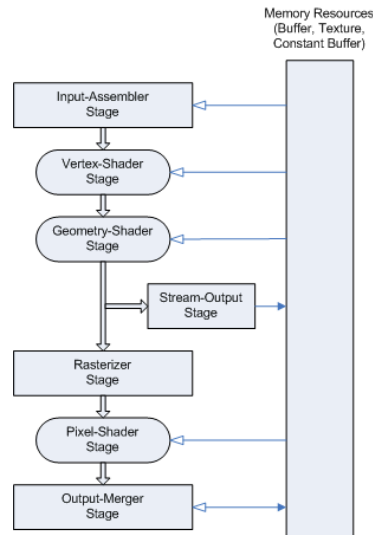 Memory Resources
(Buffer, Texture,
Constant Buffer)
Input-Assembler
Stage
Vertex-Shader
Stage
Geometry-Shader
Stage
Stream-Output
Stage
Rasterizer
Stage
Pixel-Shader
Stage
Output-Merger
Stage